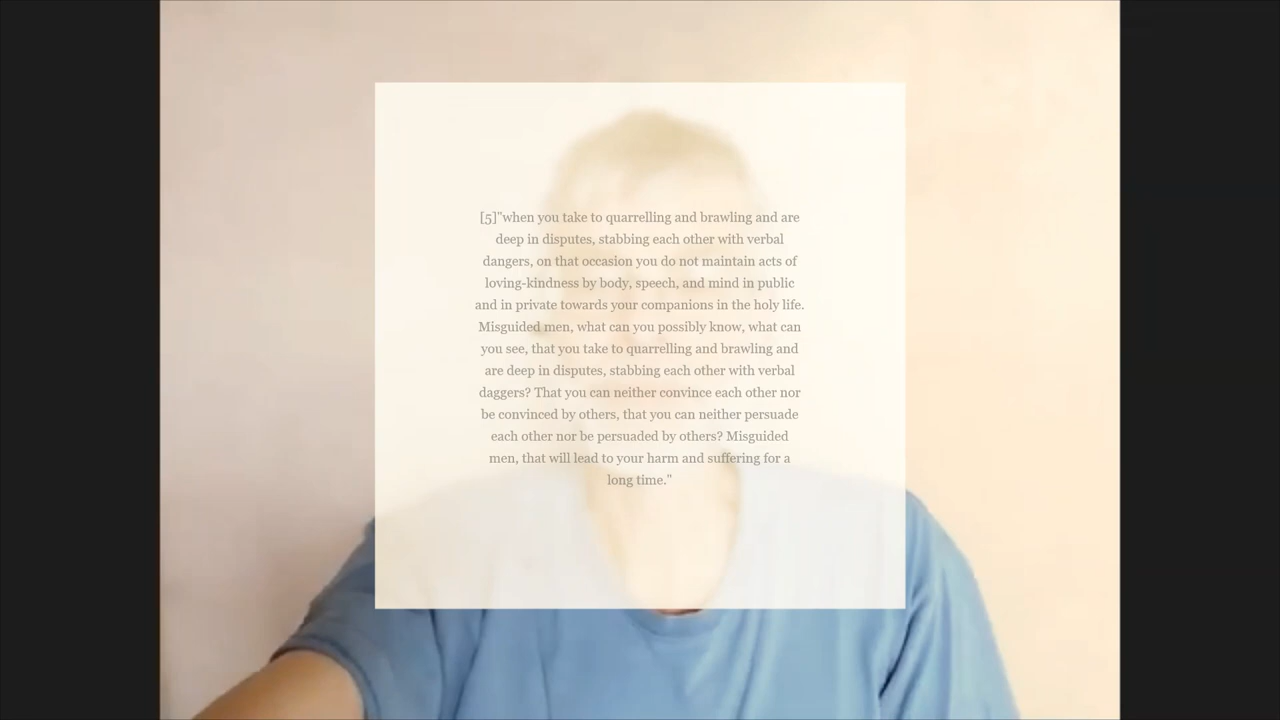 [5]"when you take to quarrelling and brawling and are
deep in disputes, stabbing each other with verbal
dangers, on that occasion you do not maintain acts of
loving-kindness by body, speech, and mind in public
and in private towards your companions in the holy life.
Misguided men, what can you possibly know, what can
you see, that you take to quarrelling and brawling and
are deep in disputes, stabbing each other with verbal
daggers? That you can neither convince each other nor
be convinced by others, that you can neither persuade
each other nor be persuaded by others? Misguided
men, that will lead to your harm and suffering for a
long time."